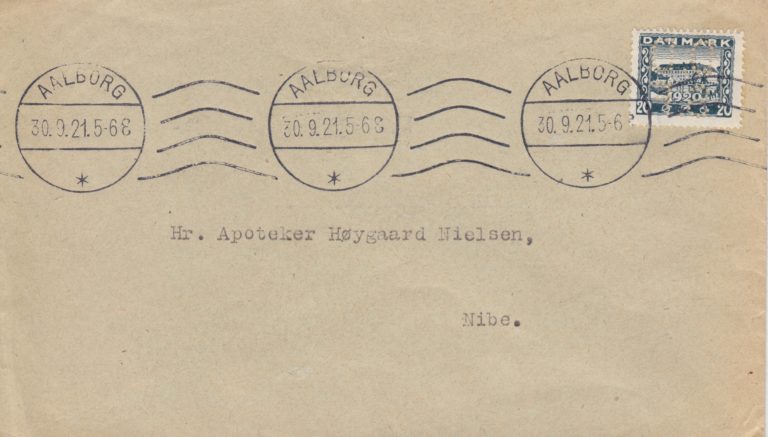 DANMARK
1920
20 20
AALBORG AALBORG AALBORG
30.9.21.5-6 E 30.9.21.5-6 E 30.9.21.5-6
Hr. Apoteker Høygaard Nielsen,
Nibe.